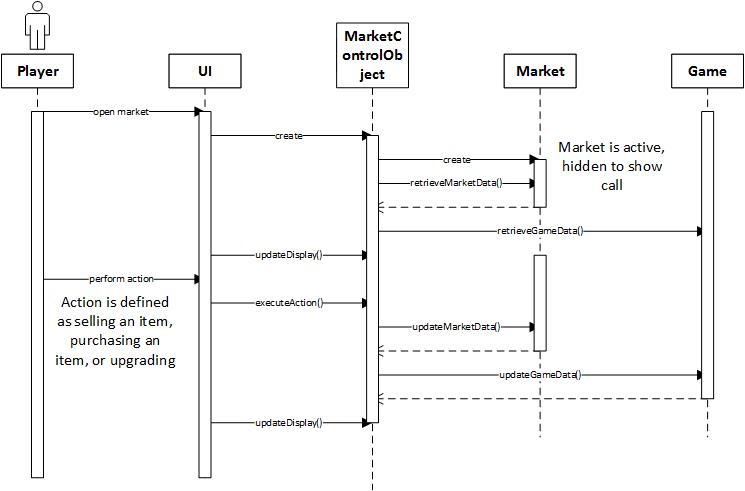 Player
UI
MarketC
ontrolOb
ject
Market
Game
open market
create
create
Market is active,
hidden to show
call
retrieveMarketData()
retrieveGameData()
updateDisplay()
perform action
Action is defined
as selling an item,
purchasing an
item, or upgrading
executeAction()
updateMarketData()
updateGameData()
updateDisplay()